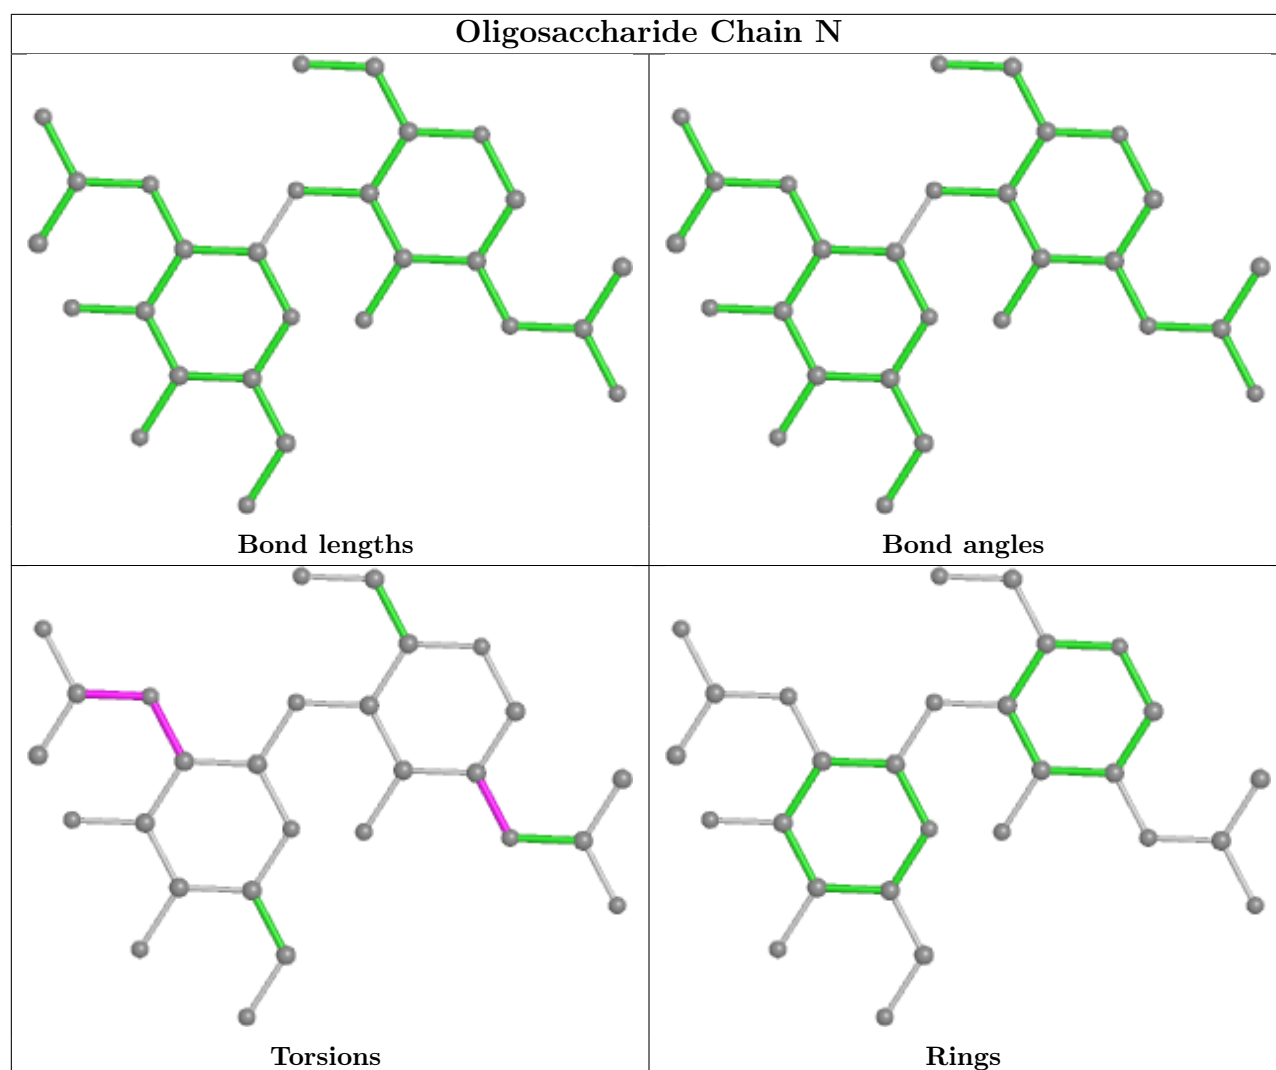 Oligosaccharide Chain N
Bond lengths
Bond angles
Torsions
Rings